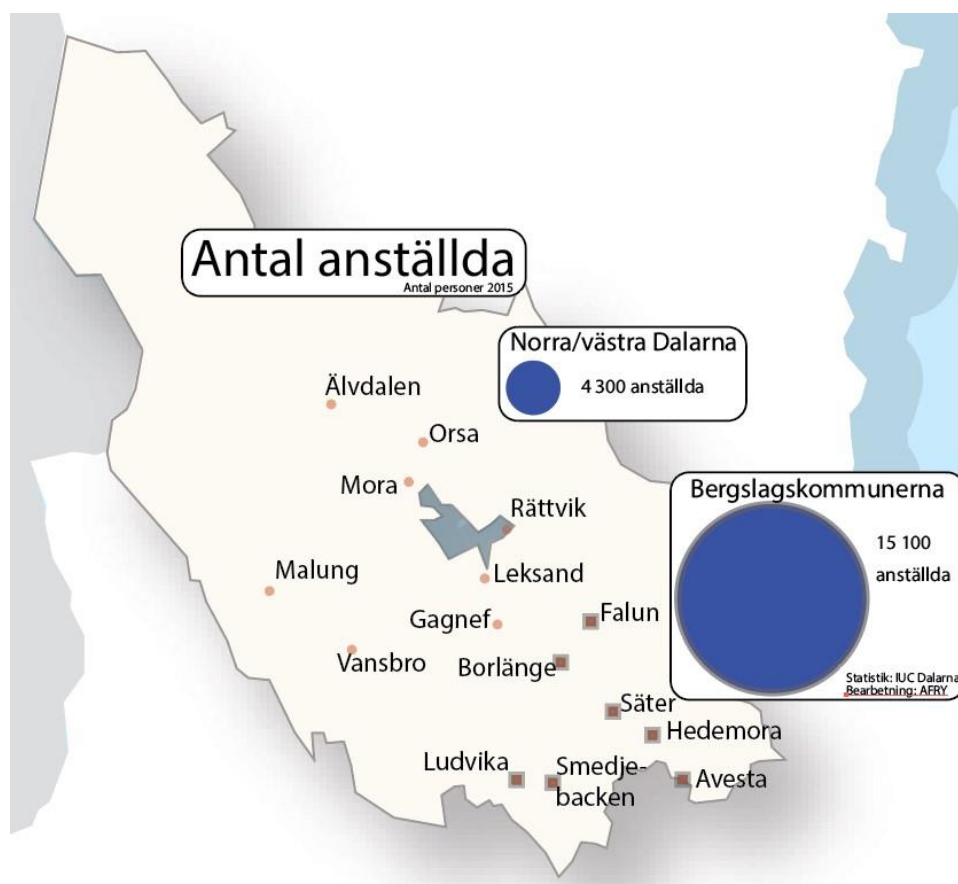 Antal anställda
Antal personer 2015
Norra/västra Dalarna
4 300 anställda
Älvdalen
Orsa
Mora
Rättvik
Bergslagskommunerna
15 100
anställda
Malung
Leksand
Gagnef
Falun
Vansbro
Borlänge
Statistik: IUC Dalarna
Bearbetning: AFRY
Säter
Hedemora
Ludvika
Smedje-
backen
Avesta